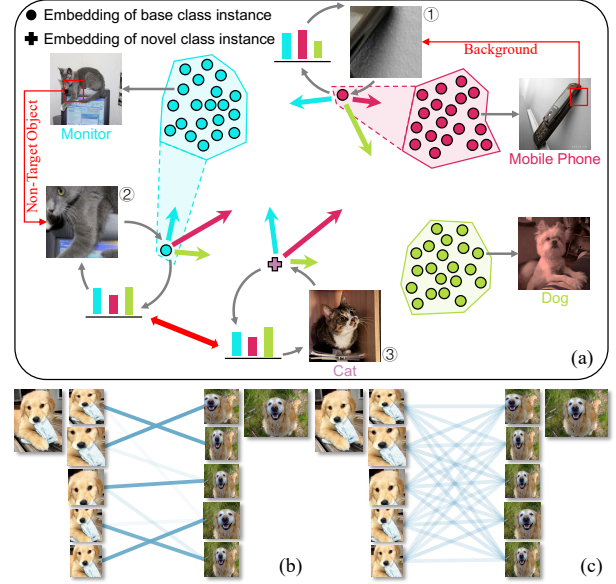 Embedding of base class instance
Embedding of novel class instance
①
Background
Monitor
Mobile Phone
Non-Target Object
②
Dog
③
Cat
(a)
(b)
(c)